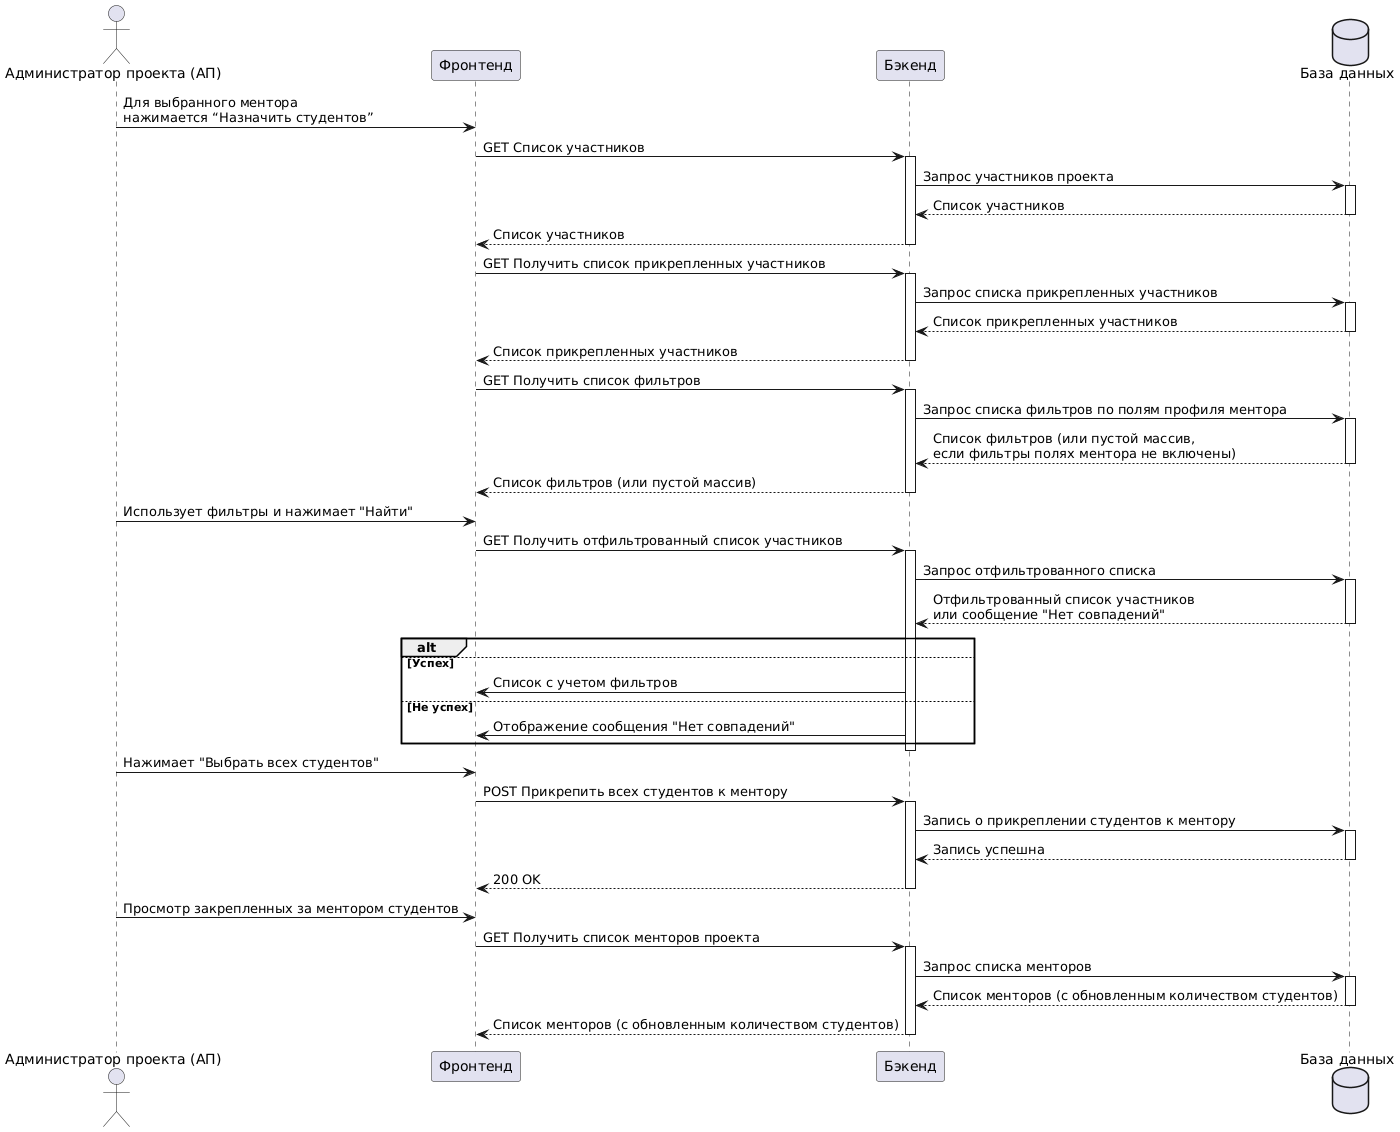 Администратор проекта (АП)
Фронтенд
Бэкенд
База данных
Для выбранного ментора
нажимается “Назначить студентов”
GET Список участников
Запрос участников проекта
Список участников
Список участников
GET Получить список прикрепленных участников
Запрос списка прикрепленных участников
Список прикрепленных участников
Список прикрепленных участников
GET Получить список фильтров
Запрос списка фильтров по полям профиля ментора
Список фильтров (или пустой массив,
если фильтры полях ментора не включены)
Список фильтров (или пустой массив)
Использует фильтры и нажимает "Найти"
GET Получить отфильтрованный список участников
Запрос отфильтрованного списка
Отфильтрованный список участников
или сообщение "Нет совпадений"
alt
[Успех]
Список с учетом фильтров
[Не успех]
Отображение сообщения "Нет совпадений"
Нажимает "Выбрать всех студентов"
POST Прикрепить всех студентов к ментору
Запись о прикреплении студентов к ментору
Запись успешна
200 OK
Просмотр закрепленных за ментором студентов
GET Получить список менторов проекта
Запрос списка менторов
Список менторов (с обновленным количеством студентов)
Список менторов (с обновленным количеством студентов)
Администратор проекта (АП)
Фронтенд
Бэкенд
База данных